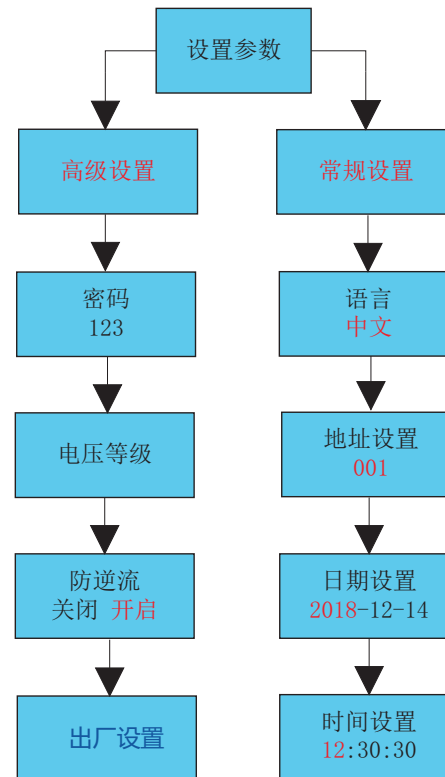 设置参数
高级设置
常规设置
密码
123
语言
中文
电压等级
地址设置
001
防逆流
关闭 开启
日期设置
2018-12-14
出厂设置
时间设置
12:30:30